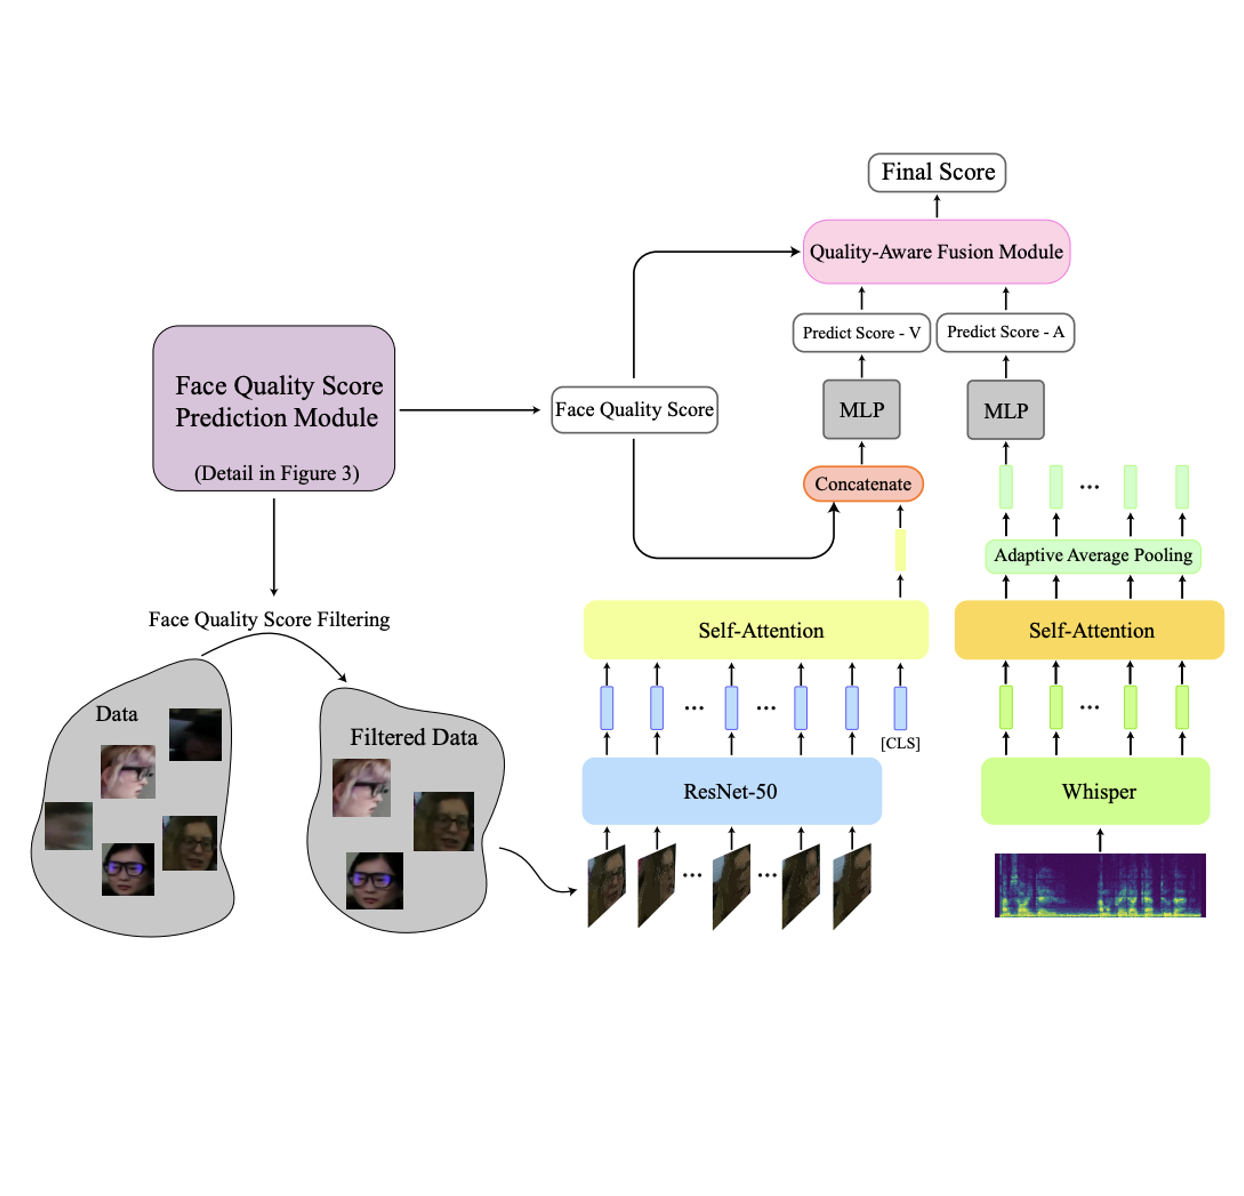 Final Score
Quality-Aware Fusion Module
Predict Score - V
Predict Score - A
Face Quality Score
Prediction Module
(Detail in Figure 3)
Face Quality Score
MLP
MLP
Concatenate
...
Adaptive Average Pooling
Face Quality Score Filtering
Self-Attention
Self-Attention
Data
Filtered Data
...
...
...
[CLS]
ResNet-50
Whisper
...
...